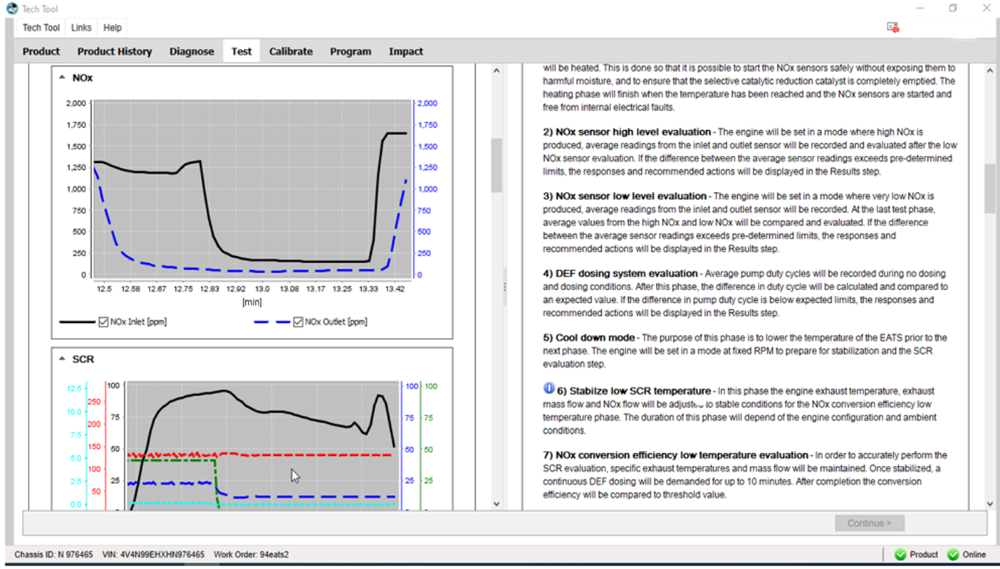 Tech Tool
Tech Tool Links Help
Product Product History Diagnose Test Calibrate Program Impact
NOx
2,000 2,000
1,750 1,750
1,500 1,500
1,250 1,250
1,000 1,000
750 750
500 500
250 250
0 0
12.5 12.58 12.67 12.75 12.83 12.92 13.0 13.08 13.17 13.25 13.33 13.42
[min]
NOx Inlet [ppm] NOx Outlet [ppm]
SCR
12.5 100 100 100
250
10.0
200 75 75 75
7.5
150 50 50 50
5.0
100
2.5 25 25 25
50
0.0
will be heated. This is done so that it is possible to start the NOx sensors safely without exposing them to
harmful moisture, and to ensure that the selective catalytic reduction catalyst is completely emptied. The
heating phase will finish when the temperature has been reached and the NOx sensors are started and
free from internal electrical faults.
2) NOx sensor high level evaluation - The engine will be set in a mode where high NOx is
produced, average readings from the inlet and outlet sensor will be recorded and evaluated after the low
NOx sensor evaluation. If the difference between the average sensor readings exceeds pre-determined
limits, the responses and recommended actions will be displayed in the Results step.
3) NOx sensor low level evaluation - The engine will be set in a mode where very low NOx is
produced, average readings from the inlet and outlet sensor will be recorded. At the last test phase,
average values from the high NOx and low NOx will be compared and evaluated. If the difference
between the average sensor readings exceeds pre-determined limits, the responses and
recommended actions will be displayed in the Results step.
4) DEF dosing system evaluation - Average pump duty cycles will be recorded during no dosing
and dosing conditions. After this phase, the difference in duty cycle will be calculated and compared to
an expected value. If the difference in pump duty cycle is below expected limits, the responses and
recommended actions will be displayed in the Results step.
5) Cool down mode - The purpose of this phase is to lower the temperature of the EATS prior to the
next phase. The engine will be set in a mode at fixed RPM to prepare for stabilization and the SCR
evaluation step.
6) Stabilze low SCR temperature - In this phase the engine exhaust temperature, exhaust
mass flow and NOx flow will be to stable conditions for the NOx conversion efficiency low
temperature phase. The duration of this phase will depend of the engine configuration and ambient
conditions.
7) NOx conversion efficiency low temperature evaluation - In order to accurately perform the
SCR evaluation, specific exhaust temperatures and mass flow will be maintained. Once stabilized, a
continuous DEF dosing will be demanded for up to 10 minutes. After completion the conversion
efficiency will be compared to threshold value.
Continue >
Chassis ID: N 976465 VIN: 4V4N99EHXHN976465 Work Order: 94eats2 Product Online